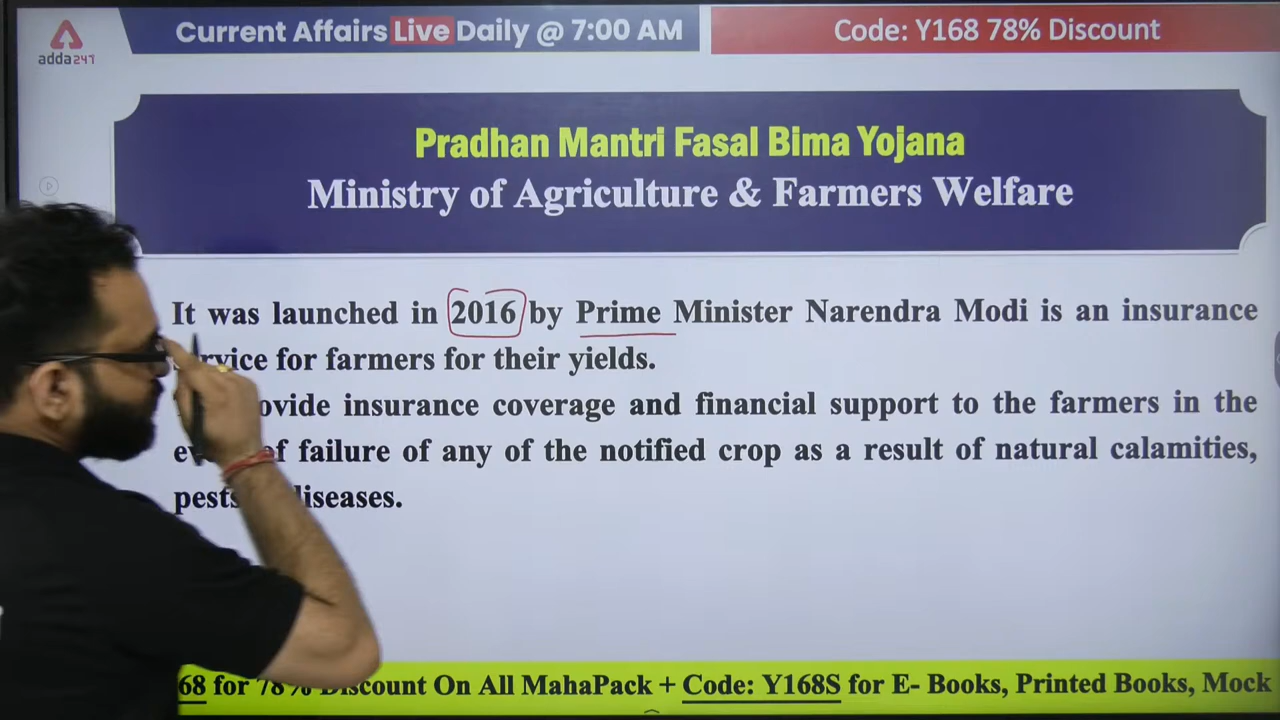 Current Affairs Live Daily @ 7:00 AM
Code: Y168 78% Discount
adda247
Pradhan Mantri Fasal Bima Yojana
Ministry of Agriculture & Farmers Welfare
It was launched in 2016 by Prime Minister Narendra Modi is an insurance
service for farmers for their yields.
insurance coverage and financial support to the farmers in the
of failure of any of the notified crop as a result of natural calamities,
pests diseases.
68 for 78% Discount On All MahaPack + Code: Y168S for E- Books, Printed Books, Mock